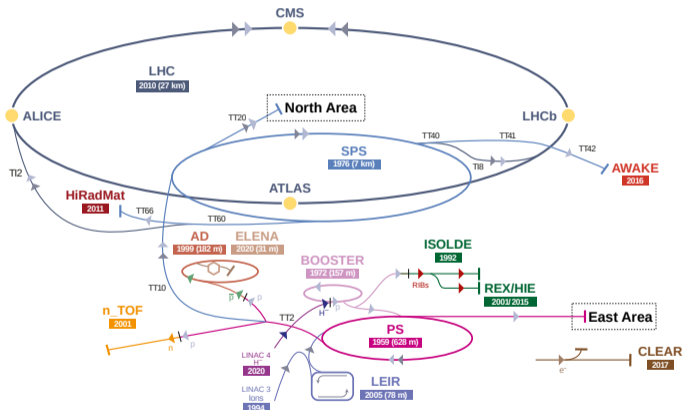 CMS
LHC
2010 (27 km)
North Area
TT20
ALICE
LHCb
TT40
TT41
TT42
SPS
1976 (7 km)
TI8
TI2
AWAKE
2016
ATLAS
HiRadMat
2011
TT66
TT60
AD
1999 (182 m)
ELENA
2020 (31 m)
ISOLDE
1992
BOOSTER
1972 (157 m)
RIBs
REX/HIE
2001/2015
p
p
TT10
H−
p
n_TOF
2001
TT2
East Area
PS
1959 (628 m)
n
p
LINAC 4
H−
2020
CLEAR
2017
e-
LEIR
2005 (78 m)
LINAC 3
Ions
1994